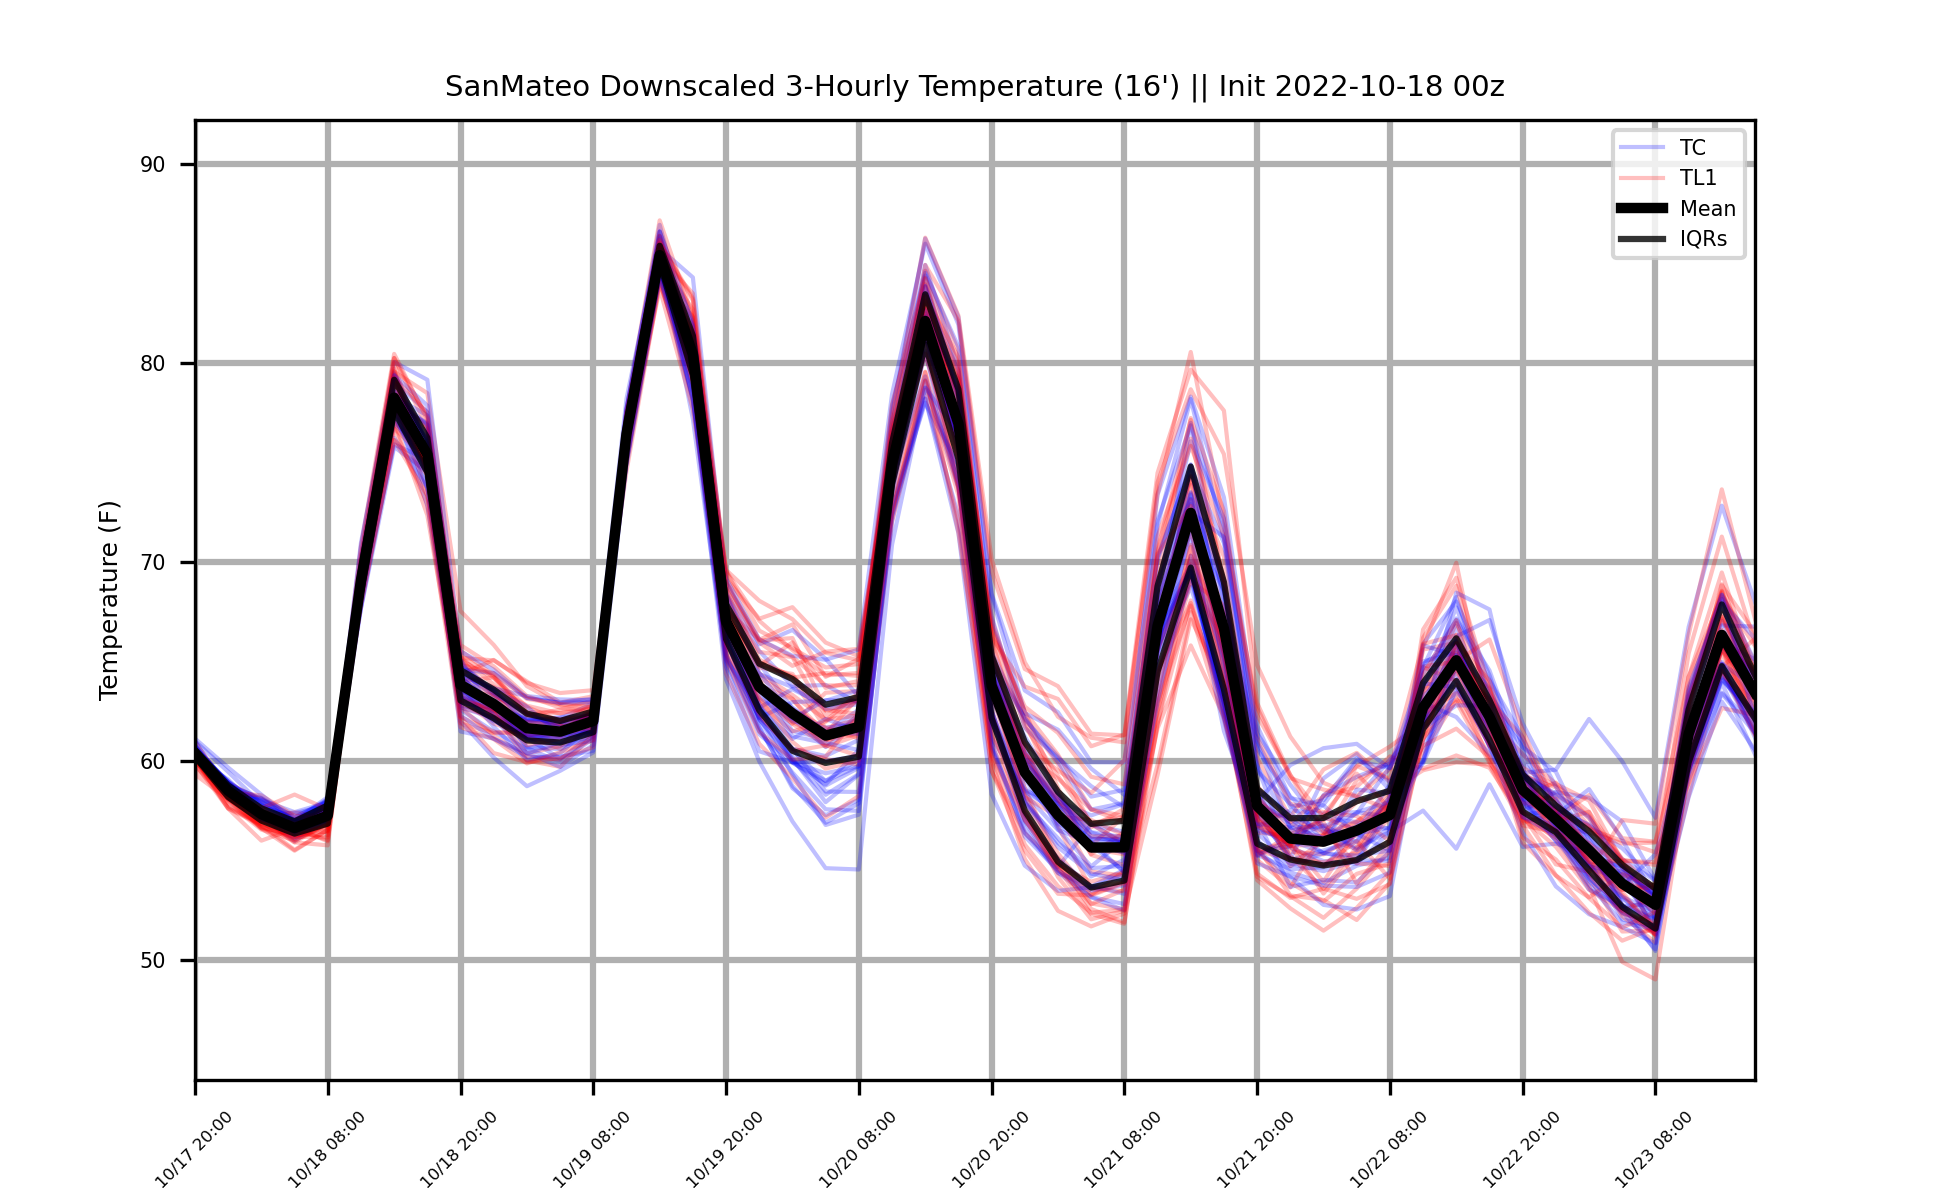 SanMateo Downscaled 3-Hourly Temperature (16') || Init 2022-10-18 00z
TC
TL1
Mean
IQRs
Temperature (F)
90
80
70
60
50
10/17 20:00
10/18 08:00
10/18 20:00
10/19 08:00
10/19 20:00
10/20 08:00
10/20 20:00
10/21 08:00
10/21 20:00
10/22 08:00
10/22 20:00
10/23 08:00